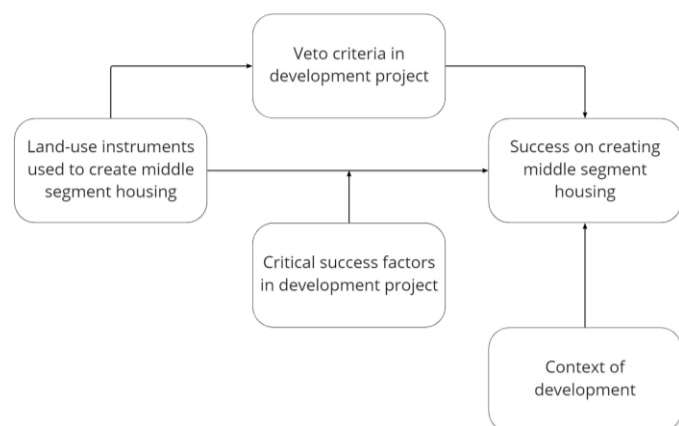 Veto criteria in
development project
Land-use instruments
used to create middle
segment housing
Success on creating
middle segment
housing
Critical success factors
in development project
Context of
development